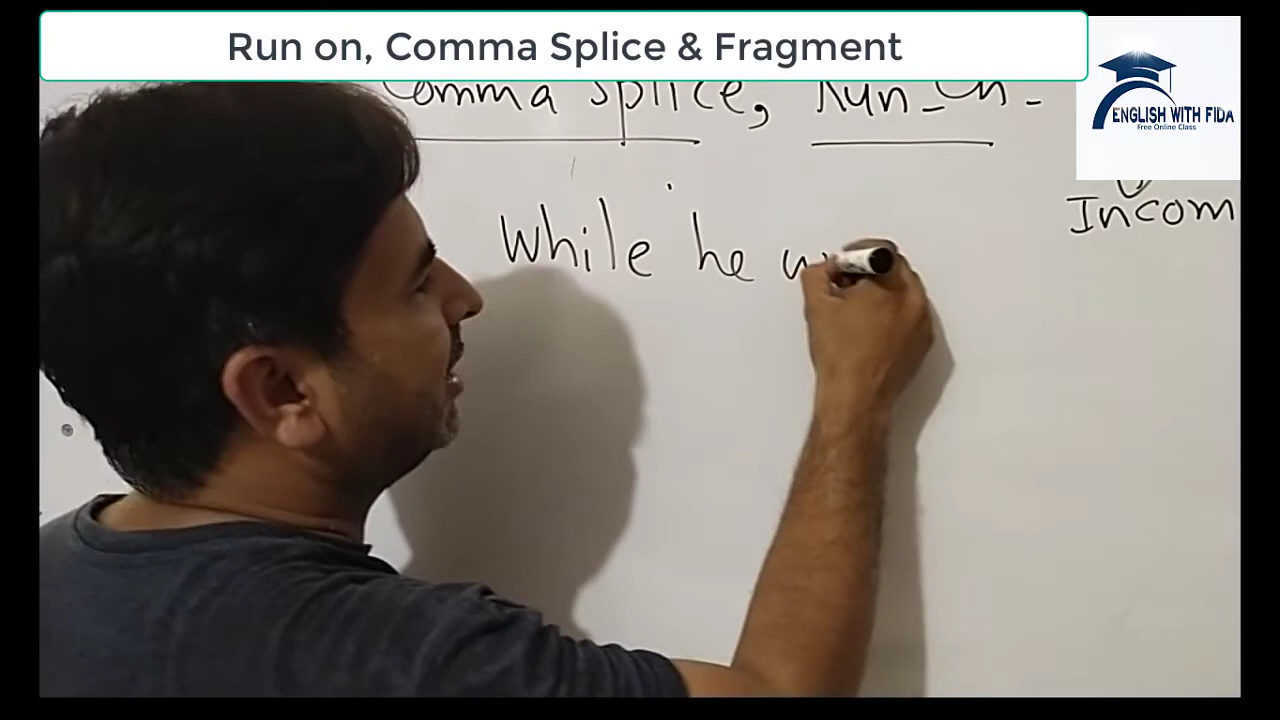 Run on, Comma Splice & Fragment
Comma Splice, Run-On-
ENGLISH WITH FIDA
Free Online Class
Incom
While he